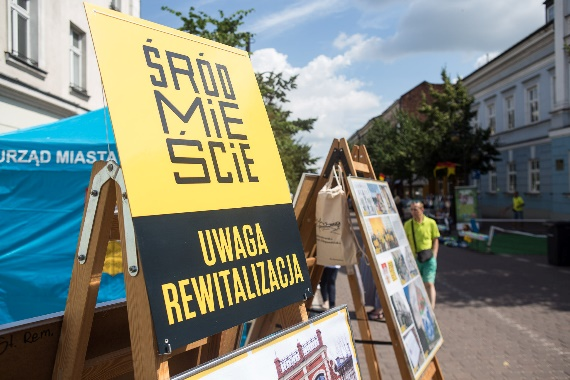 ŚRÓD
MIE
ŚCIE
UWAGA
REWITALIZACJA
URZĄD MIASTA